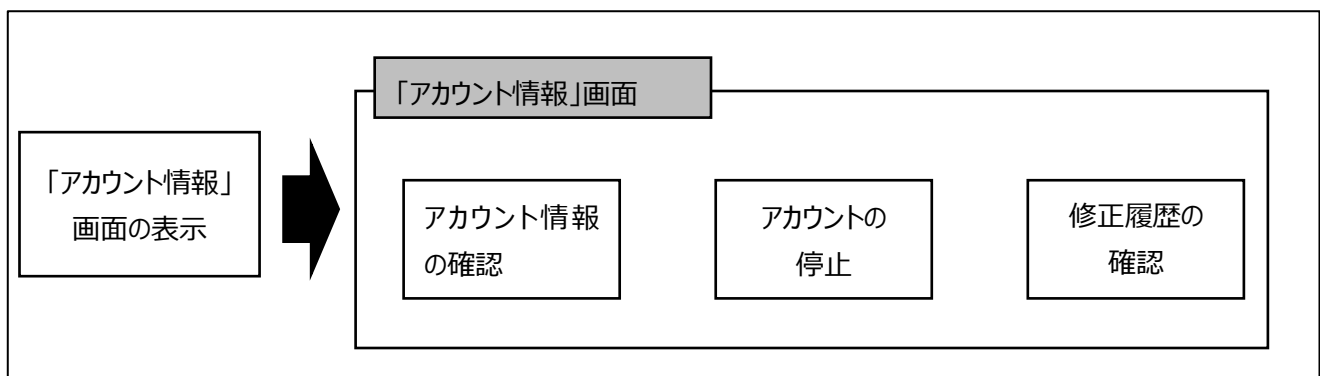 「アカウント情報」画面
「アカウント情報」
画面の表示
アカウント情報
の確認
アカウントの
停止
修正履歴の
確認